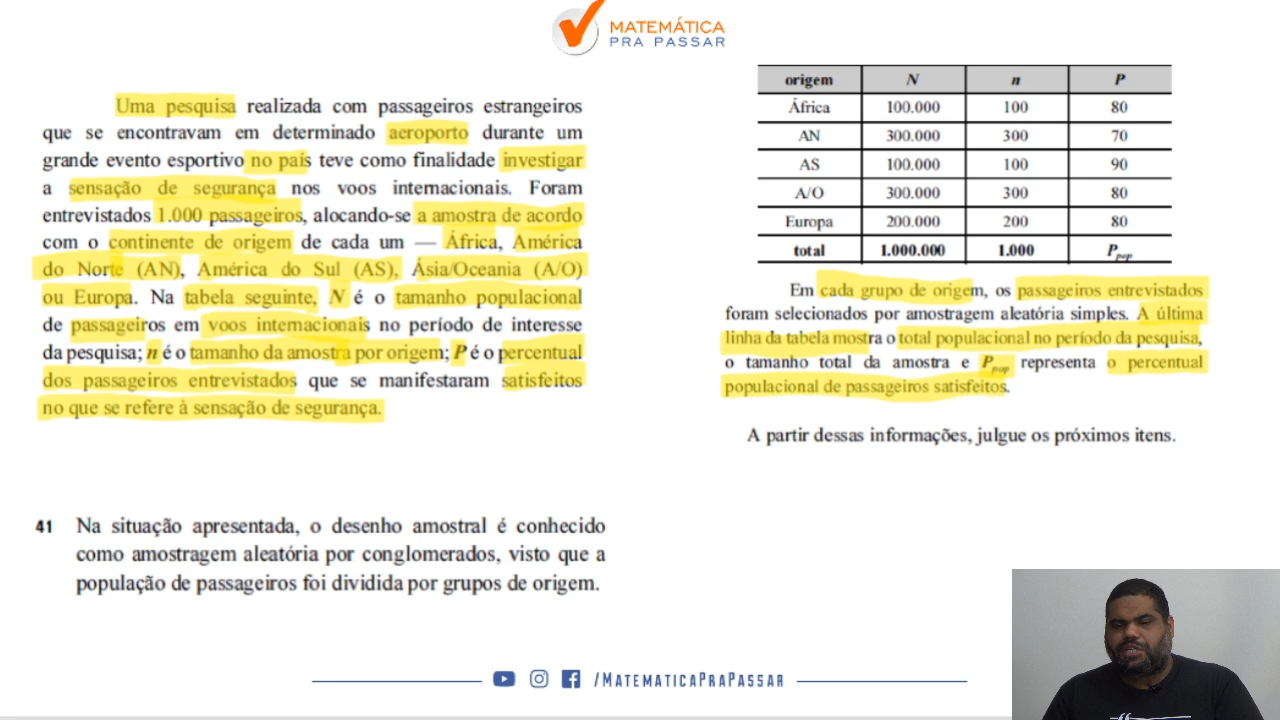 MATEMÁTICA
PRA PASSAR
Uma pesquisa realizada com passageiros estrangeiros
que se encontravam em determinado aeroporto durante um
grande evento esportivo no país teve como finalidade investigar
a sensação de segurança nos voos internacionais. Foram
entrevistados 1.000 passageiros, alocando-se a amostra de acordo
com o continente de origem de cada um — África, América
do Norte (AN), América do Sul (AS), Ásia/Oceania (A/O)
ou Europa. Na tabela seguinte, N é o tamanho populacional
de passageiros em voos internacionais no período de interesse
da pesquisa; n é o tamanho da amostra por origem; P é o percentual
dos passageiros entrevistados que se manifestaram satisfeitos
no que se refere à sensação de segurança.
origem N n P
África 100.000 100 80
AN 300.000 300 70
AS 100.000 100 90
A/O 300.000 300 80
Europa 200.000 200 80
total 1.000.000 1.000 Ppop
Em cada grupo de origem, os passageiros entrevistados
foram selecionados por amostragem aleatória simples. A última
linha da tabela mostra o total populacional no período da pesquisa,
o tamanho total da amostra e Ppop representa o percentual
populacional de passageiros satisfeitos.
A partir dessas informações, julgue os próximos itens.
41 Na situação apresentada, o desenho amostral é conhecido
como amostragem aleatória por conglomerados, visto que a
população de passageiros foi dividida por grupos de origem.
/MATEMATICAPRAPASSAR